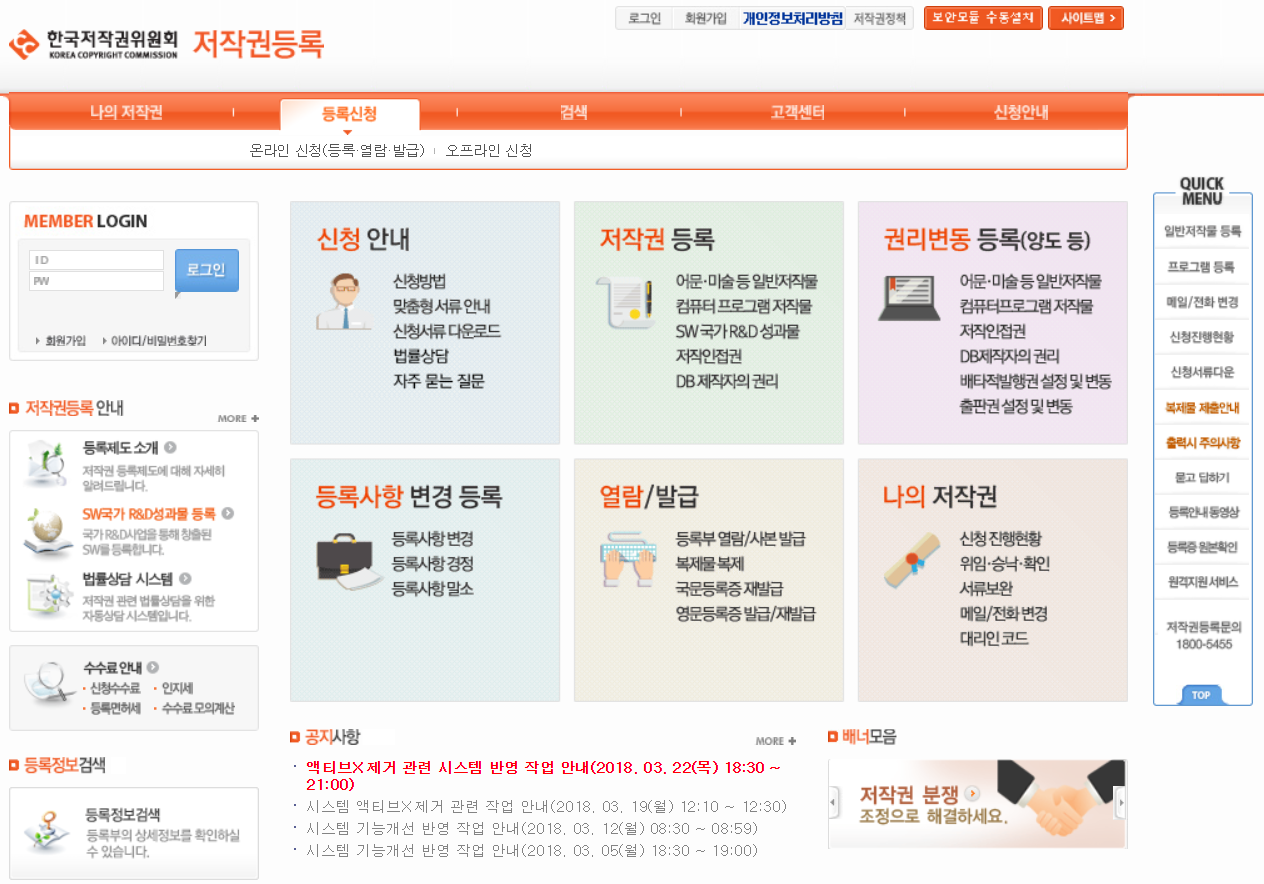 로그인
회원가입
개인정보처리방침
저작권정책
보안모듈 수동설치
사이트맵
한국저작권위원회
KOREA COPYRIGHT COMMISSION
저작권등록
나의 저작권
등록신청
검색
고객센터
신청안내
온라인 신청(등록·열람·발급)
오프라인 신청
MEMBER LOGIN
ID
PW
로그인
회원가입
아이디/비밀번호찾기
저작권등록 안내
MORE +
등록제도 소개
저작권 등록제도에 대해 자세히
알려드립니다.
SW국가 R&D성과물 등록
국가 R&D사업을 통해 창출된
SW를 등록합니다.
법률상담 시스템
저작권 관련 법률상담을 위한
자동상담 시스템입니다.
수수료 안내
· 신청수수료 · 인지세
· 등록면허세 · 수수료 모의계산
등록정보검색
등록정보검색
등록부의 상세정보를 확인하실
수 있습니다.
신청 안내
신청방법
맞춤형 서류 안내
신청서류 다운로드
법률상담
자주 묻는 질문
저작권 등록
어문·미술 등 일반저작물
컴퓨터 프로그램 저작물
SW 국가 R&D 성과물
저작인접권
DB 제작자의 권리
권리변동 등록(양도 등)
어문·미술 등 일반저작물
컴퓨터프로그램 저작물
저작인접권
DB제작자의 권리
배타적발행권 설정 및 변동
출판권 설정 및 변동
등록사항 변경 등록
등록사항 변경
등록사항 경정
등록사항 말소
열람/발급
등록부 열람/사본 발급
복제물 복제
국문등록증 재발급
영문등록증 발급/재발급
나의 저작권
신청 진행현황
위임·승낙·확인
서류보완
메일/전화 변경
대리인 코드
공지사항
MORE +
· 액티브X 제거 관련 시스템 반영 작업 안내(2018. 03. 22(목) 18:30 ~
21:00)
· 시스템 액티브X제거 관련 작업 안내(2018. 03. 19(월) 12:10 ~ 12:30)
· 시스템 기능개선 반영 작업 안내(2018. 03. 12(월) 08:30 ~ 08:59)
· 시스템 기능개선 반영 작업 안내(2018. 03. 05(월) 18:30 ~ 19:00)
배너모음
저작권 분쟁
조정으로 해결하세요.
QUICK
MENU
일반저작물 등록
프로그램 등록
메일/전화 변경
신청진행현황
신청서류다운
복제물 제출안내
출력시 주의사항
묻고 답하기
등록안내 동영상
등록증 원본확인
원격지원 서비스
저작권등록문의
1800-5455
TOP